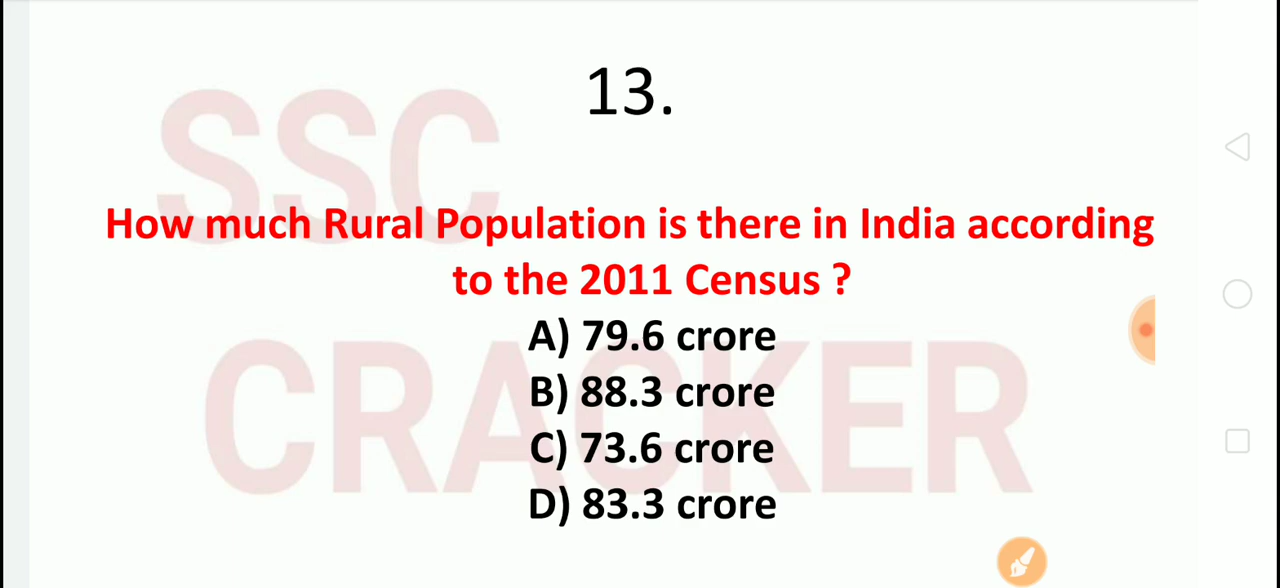 13.
SSC
How much Rural Population is there in India according
to the 2011 Census ?
A) 79.6 crore
CRACKER
B) 88.3 crore
C) 73.6 crore
D) 83.3 crore